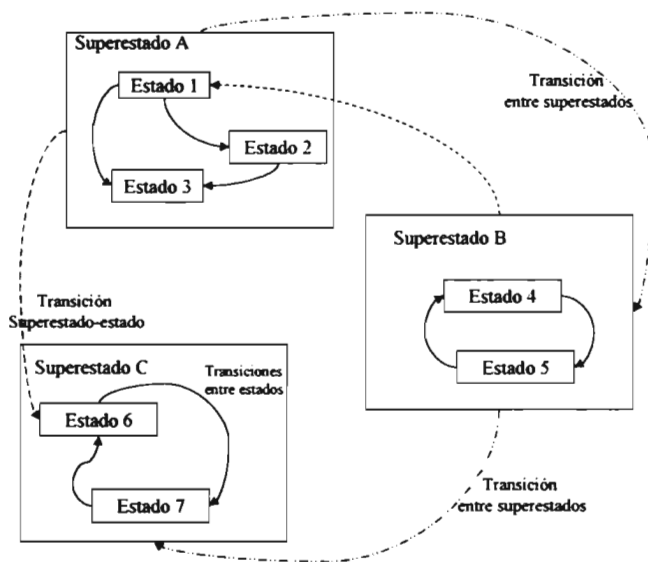 Superestado A
Estado 1
Estado 2
Estado 3
Transición
entre superestados
Superestado B
Estado 4
Estado 5
Transición
Superestado-estado
Superestado C
Transiciones
entre estados
Estado 6
Estado 7
Transición
entre superestados